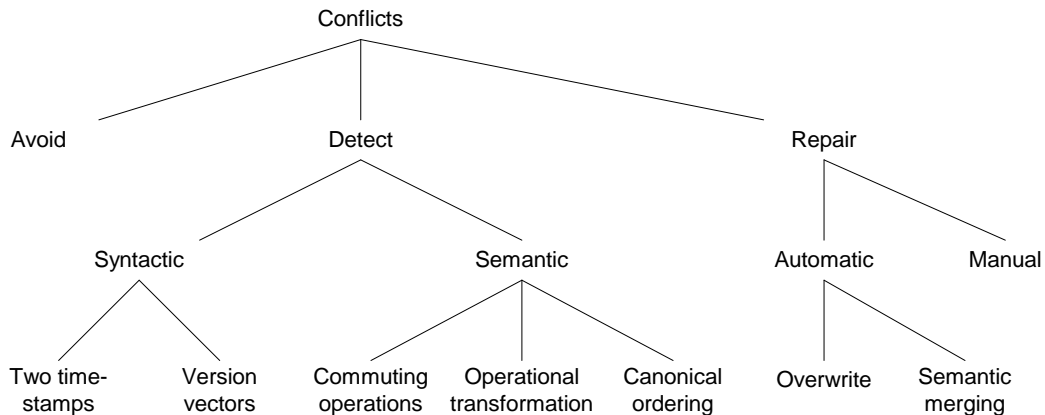 Conflicts
Avoid
Detect
Repair
Syntactic
Semantic
Automatic
Manual
Two time-
stamps
Version
vectors
Commuting
operations
Operational
transformation
Canonical
ordering
Overwrite
Semantic
merging